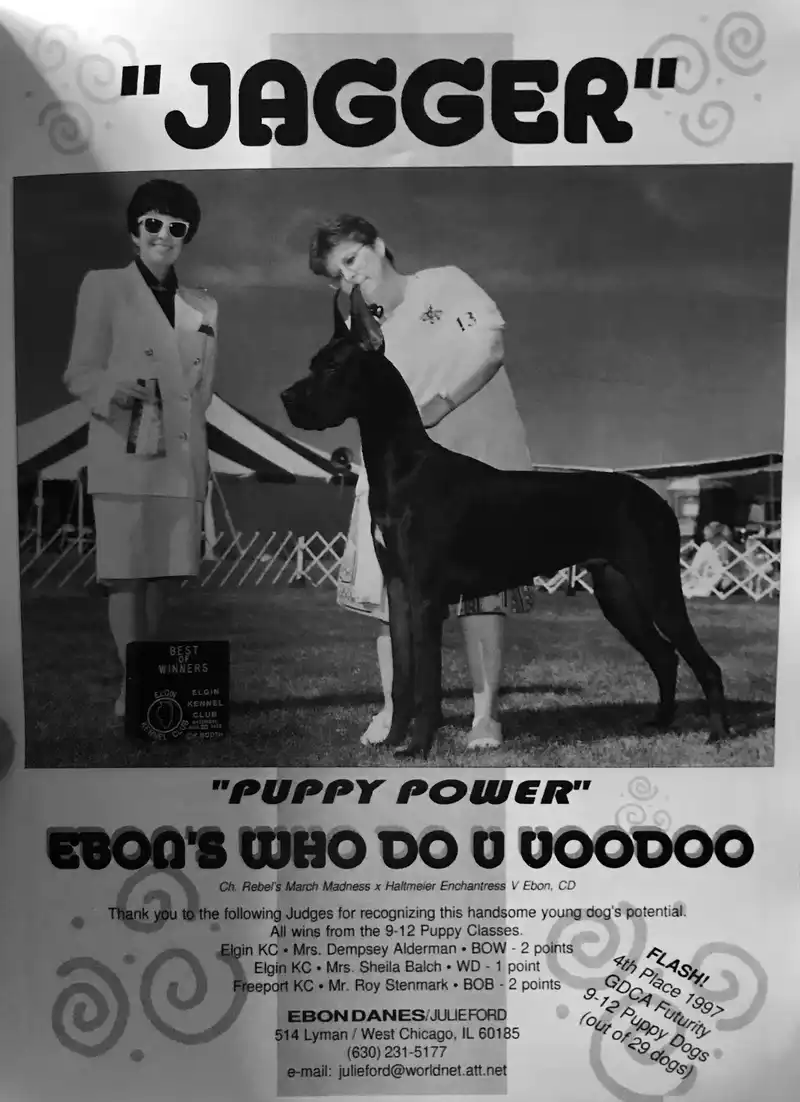 "JAGGER"
13
BEST
OF
WINNERS
ELGIN
KENNEL CLUB
ELGIN
KENNEL
CLUB
"PUPPY POWER"
EBON'S WHO DO U VOODOO
Ch. Rebel's March Madness x Haltmeier Enchantress V Ebon, CD
Thank you to the following Judges for recognizing this handsome young dog's potential.
All wins from the 9-12 Puppy Classes.
Elgin KC • Mrs. Dempsey Alderman • BOW - 2 points
Elgin KC • Mrs. Sheila Balch • WD - 1 point
Freeport KC • Mr. Roy Stenmark • BOB - 2 points
FLASH!
4th Place 1997
GDCA Futurity
9-12 Puppy Dogs
(out of 29 dogs)
EBON DANES/JULIE FORD
514 Lyman / West Chicago, IL 60185
(630) 231-5177
e-mail: julieford@worldnet.att.net